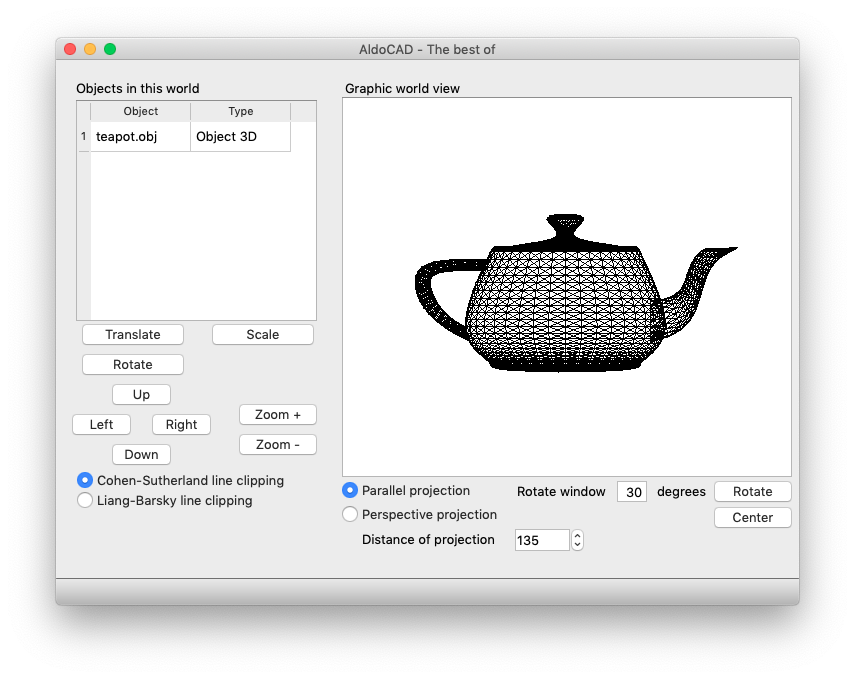 AldoCAD - The best of
Objects in this world
Object Type
1 teapot.obj Object 3D
Translate Scale
Rotate
Up
Left Right
Zoom +
Down
Zoom -
Cohen-Sutherland line clipping
Liang-Barsky line clipping
Graphic world view
Parallel projection
Perspective projection
Distance of projection 135
Rotate window 30 degrees Rotate
Center